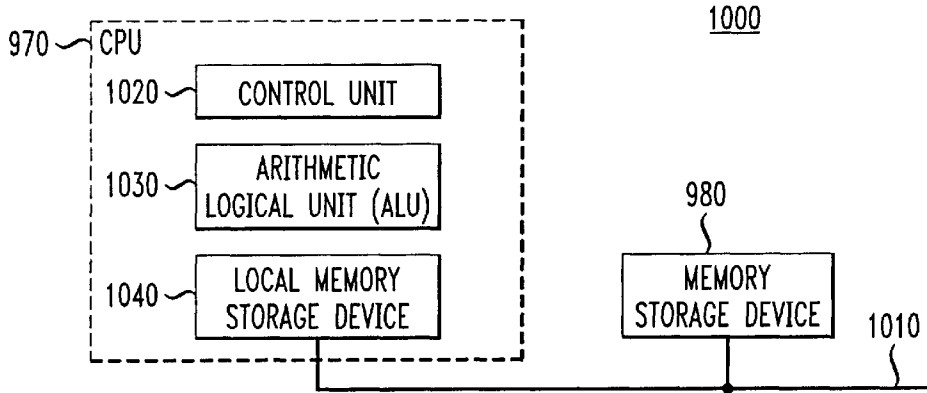 1000
970
CPU
1020
CONTROL UNIT
1030
ARITHMETIC
LOGICAL UNIT (ALU)
1040
LOCAL MEMORY
STORAGE DEVICE
980
MEMORY
STORAGE DEVICE
1010